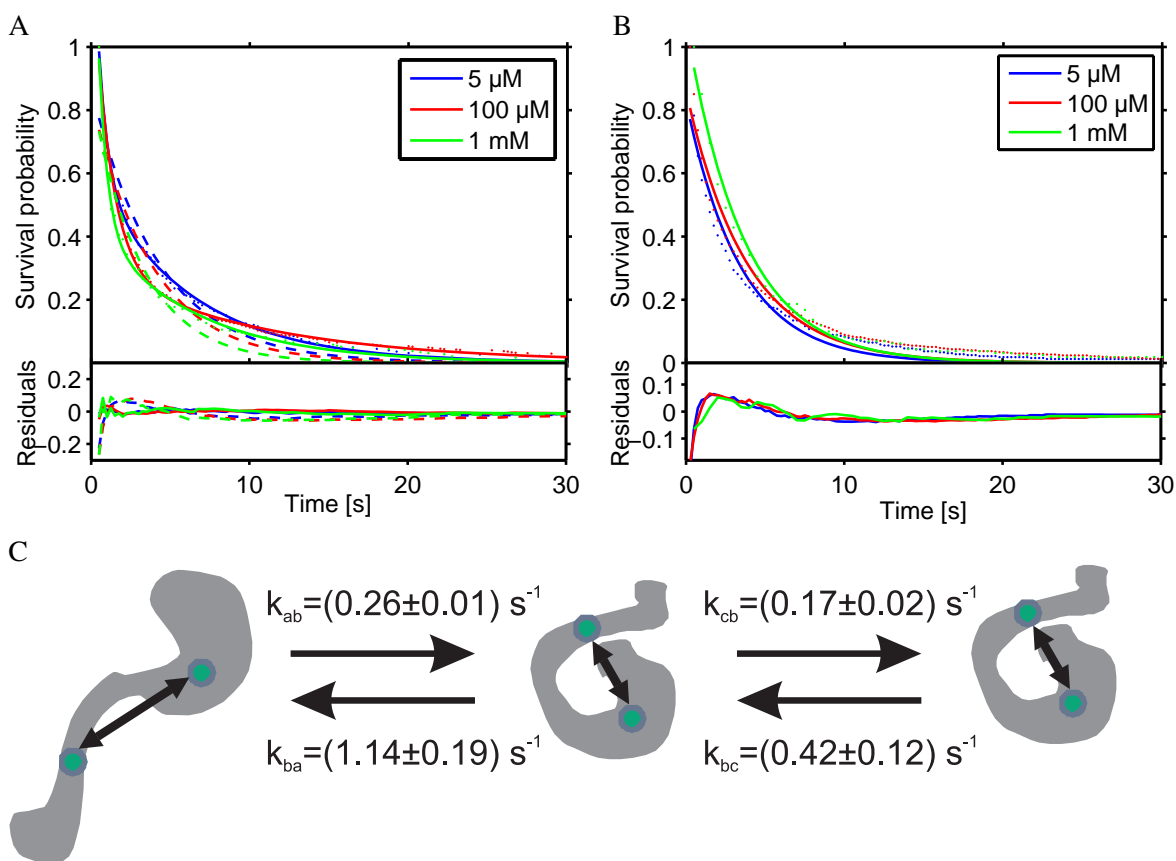 A
B
1
0.8
0.6
0.4
0.2
0
Survival probability
5 µM
100 µM
1 mM
0.2
0
−0.2
Residuals
0
10
20
30
Time [s]
1
0.8
0.6
0.4
0.2
0
Survival probability
5 µM
100 µM
1 mM
0.1
0
−0.1
Residuals
0
10
20
30
Time [s]
C
k_ab=(0.26±0.01) s⁻¹
k_cb=(0.17±0.02) s⁻¹
k_ba=(1.14±0.19) s⁻¹
k_bc=(0.42±0.12) s⁻¹